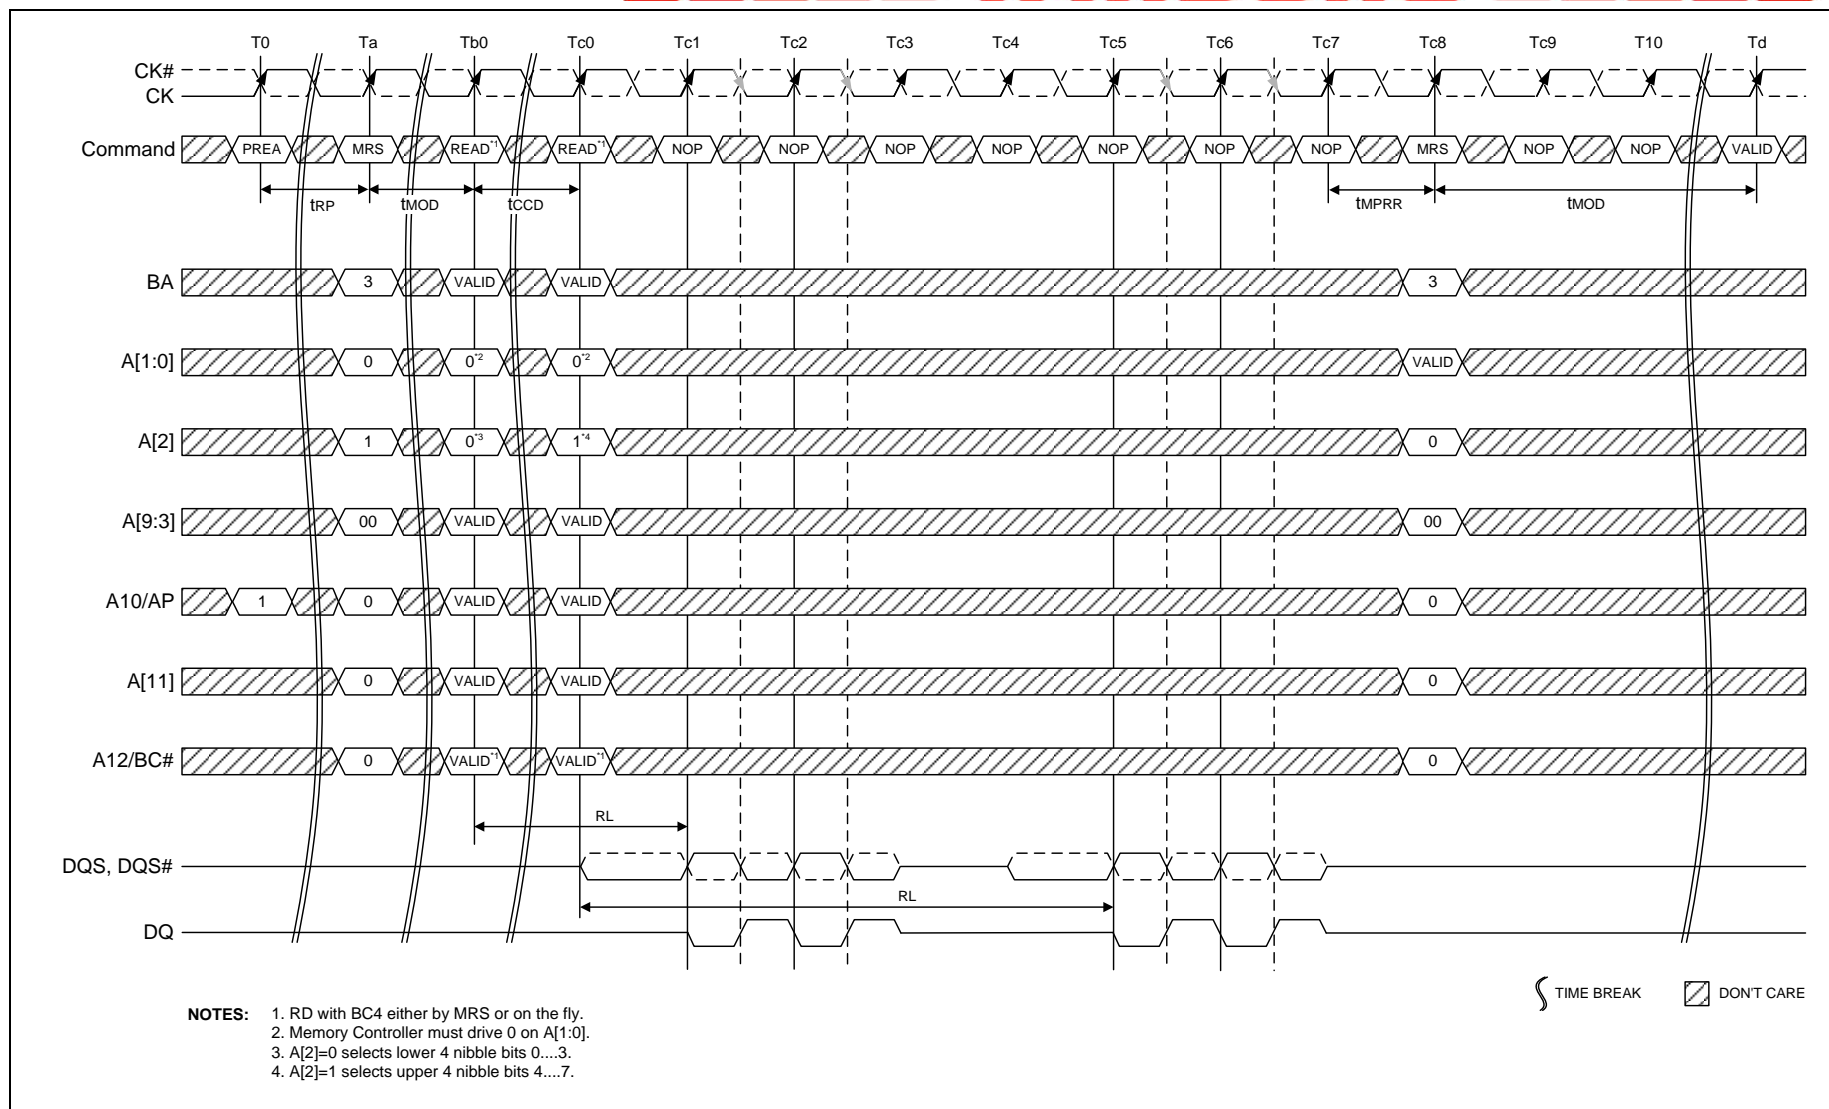 T0 Ta Tb0 Tc0 Tc1 Tc2 Tc3 Tc4 Tc5 Tc6 Tc7 Tc8 Tc9 T10 Td
CK#
CK
Command PREA MRS READ*1 READ*1 NOP NOP NOP NOP NOP NOP NOP MRS NOP NOP VALID
tRP tMOD tCCD tMPRR tMOD
BA 3 VALID VALID 3
A[1:0] 0*2 0*2 VALID
A[2] 1 0*3 1*4 0
A[9:3] 00 VALID VALID 00
A10/AP 1 0 VALID VALID 0
A[11] 0 VALID VALID 0
A12/BC# 0 VALID*1 VALID*1 0
RL
DQS, DQS#
RL
DQ
TIME BREAK DON'T CARE
NOTES: 1. RD with BC4 either by MRS or on the fly.
2. Memory Controller must drive 0 on A[1:0].
3. A[2]=0 selects lower 4 nibble bits 0....3.
4. A[2]=1 selects upper 4 nibble bits 4....7.